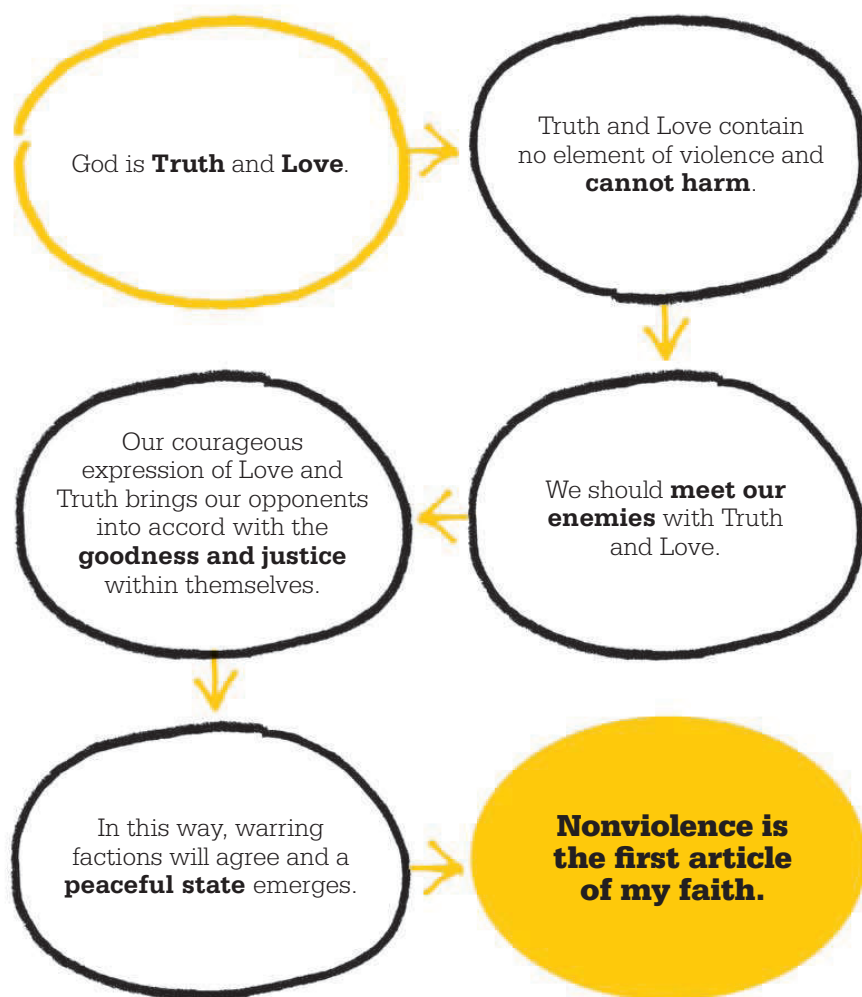 God is Truth and Love.
Truth and Love contain
no element of violence and
cannot harm.
We should meet our
enemies with Truth
and Love.
Our courageous
expression of Love and
Truth brings our opponents
into accord with the
goodness and justice
within themselves.
In this way, warring
factions will agree and a
peaceful state emerges.
Nonviolence is
the first article
of my faith.